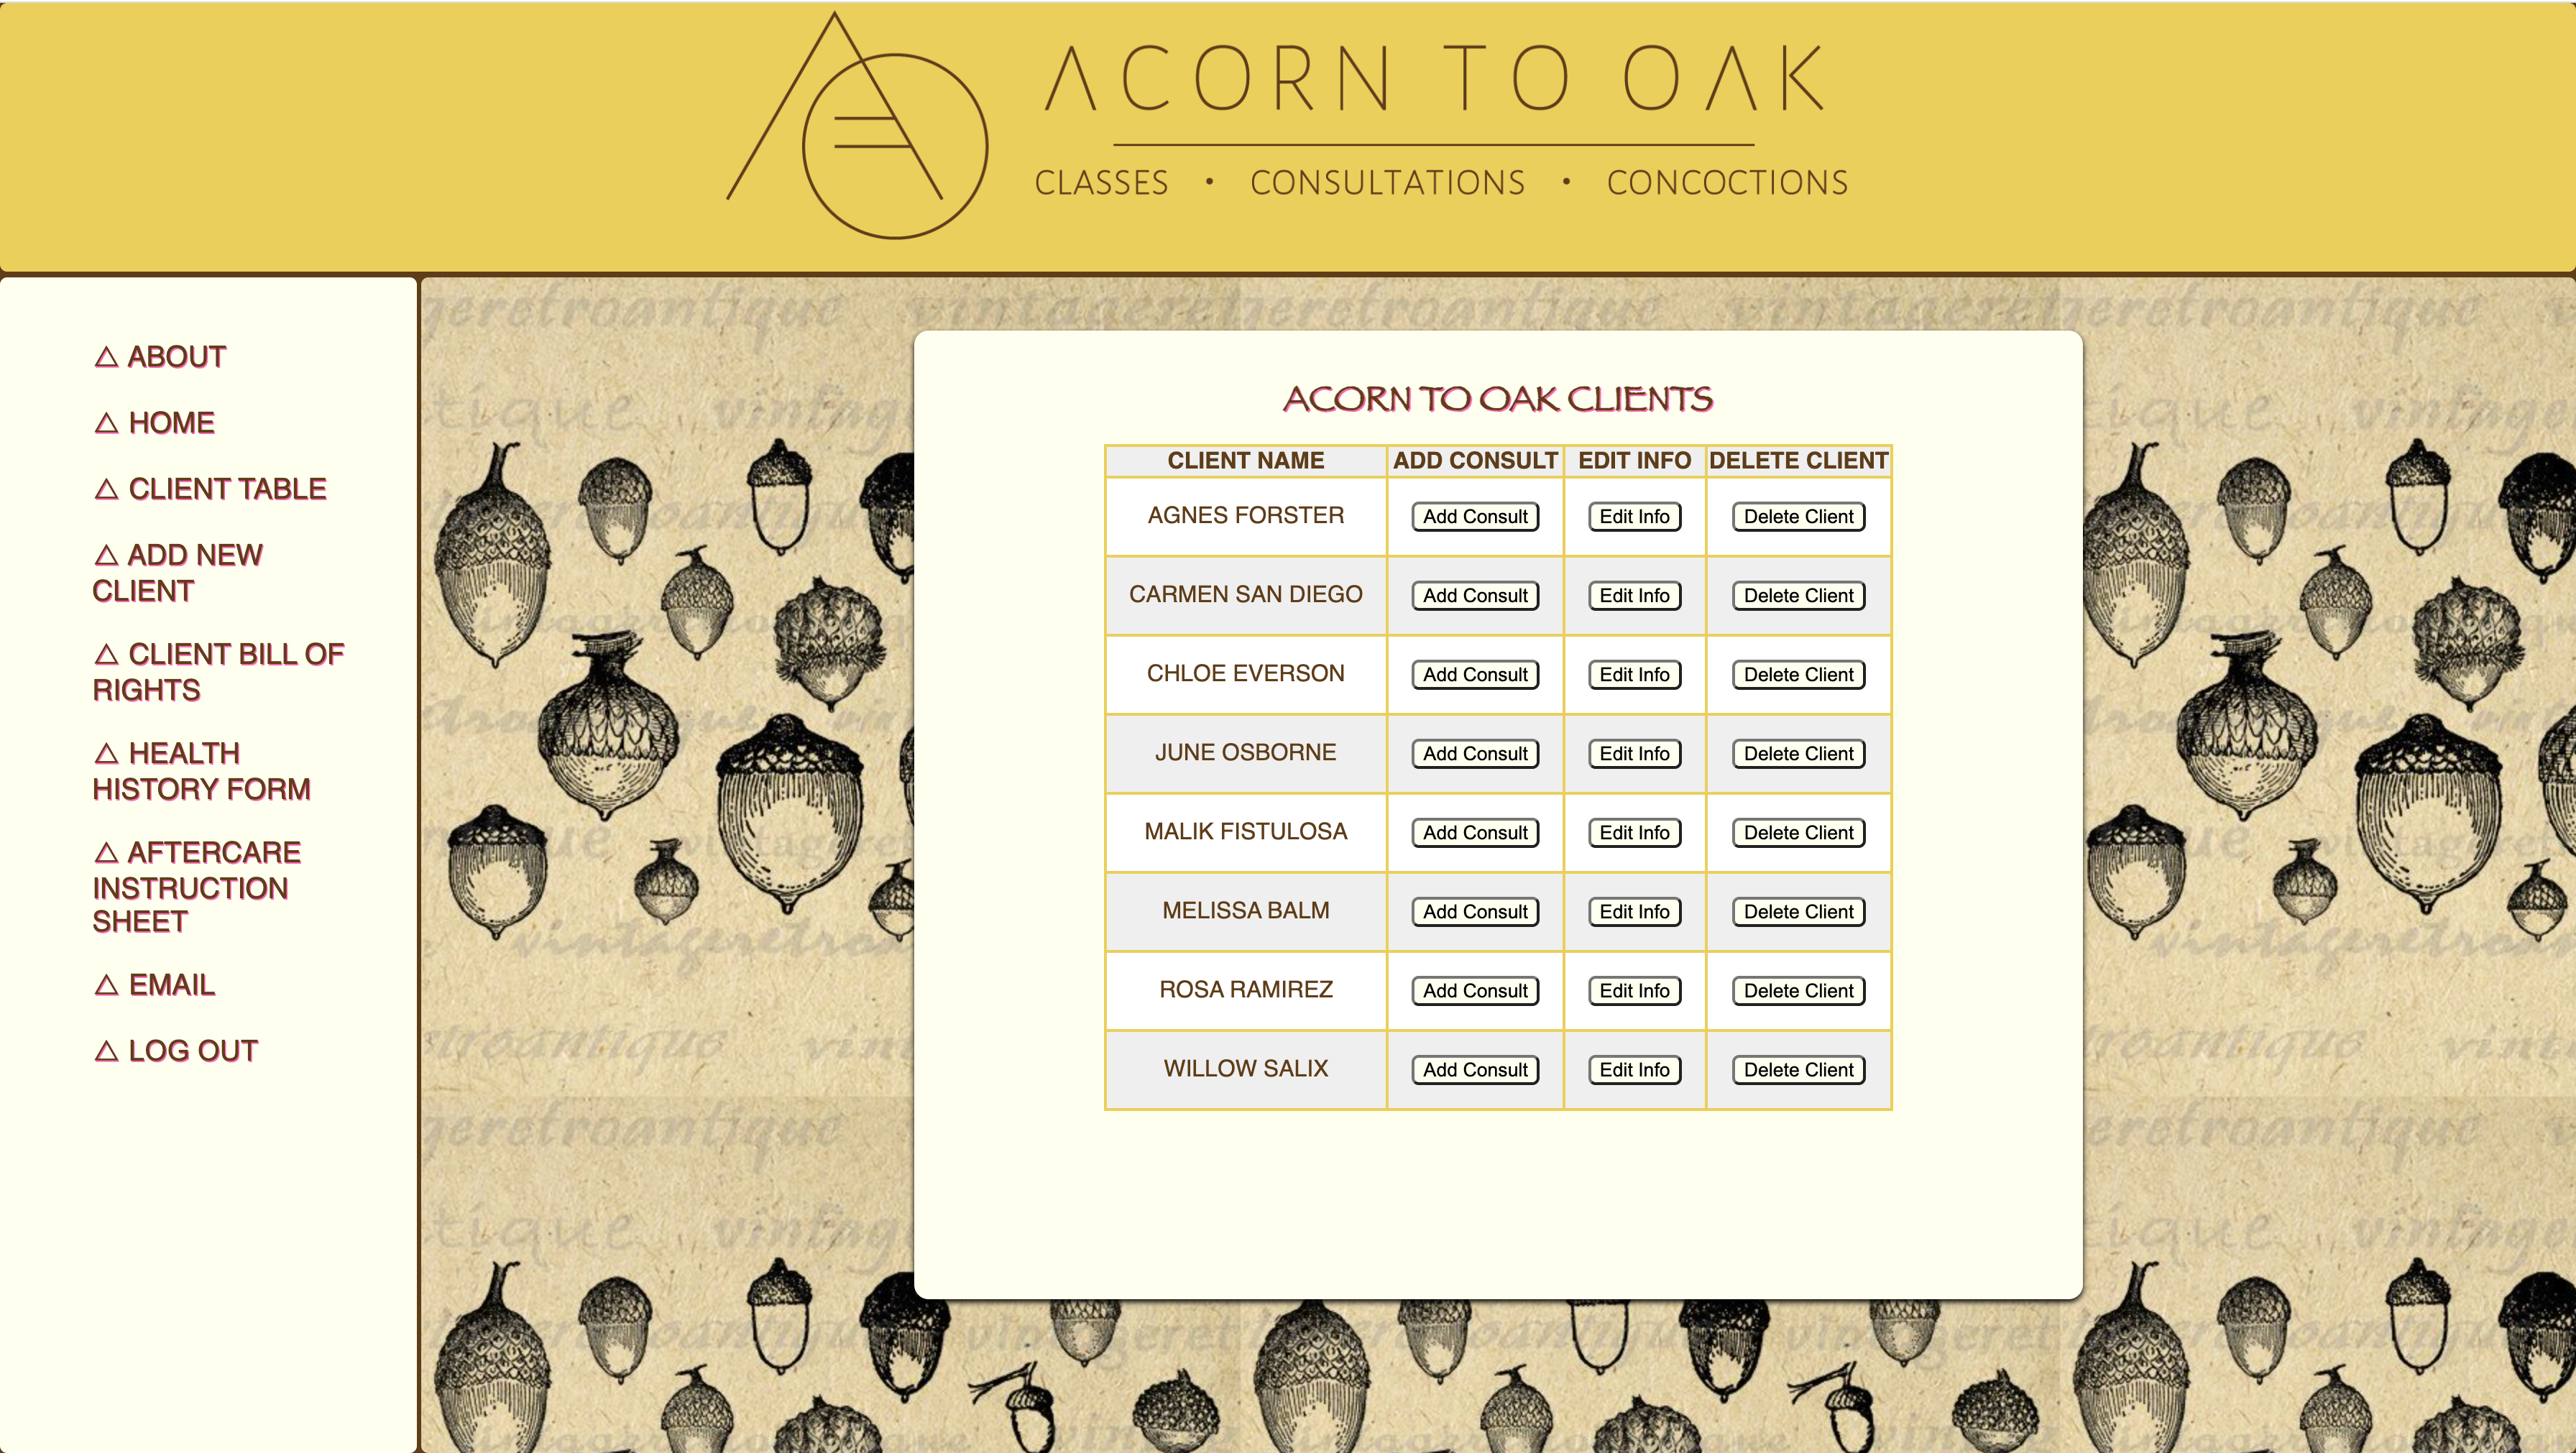 ACORN TO OAK
CLASSES • CONSULTATIONS • CONCOCTIONS
△ ABOUT
△ HOME
△ CLIENT TABLE
△ ADD NEW
CLIENT
△ CLIENT BILL OF
RIGHTS
△ HEALTH
HISTORY FORM
△ AFTERCARE
INSTRUCTION
SHEET
△ EMAIL
△ LOG OUT
ACORN TO OAK CLIENTS
CLIENT NAME ADD CONSULT EDIT INFO DELETE CLIENT
AGNES FORSTER Add Consult Edit Info Delete Client
CARMEN SAN DIEGO Add Consult Edit Info Delete Client
CHLOE EVERSON Add Consult Edit Info Delete Client
JUNE OSBORNE Add Consult Edit Info Delete Client
MALIK FISTULOSA Add Consult Edit Info Delete Client
MELISSA BALM Add Consult Edit Info Delete Client
ROSA RAMIREZ Add Consult Edit Info Delete Client
WILLOW SALIX Add Consult Edit Info Delete Client